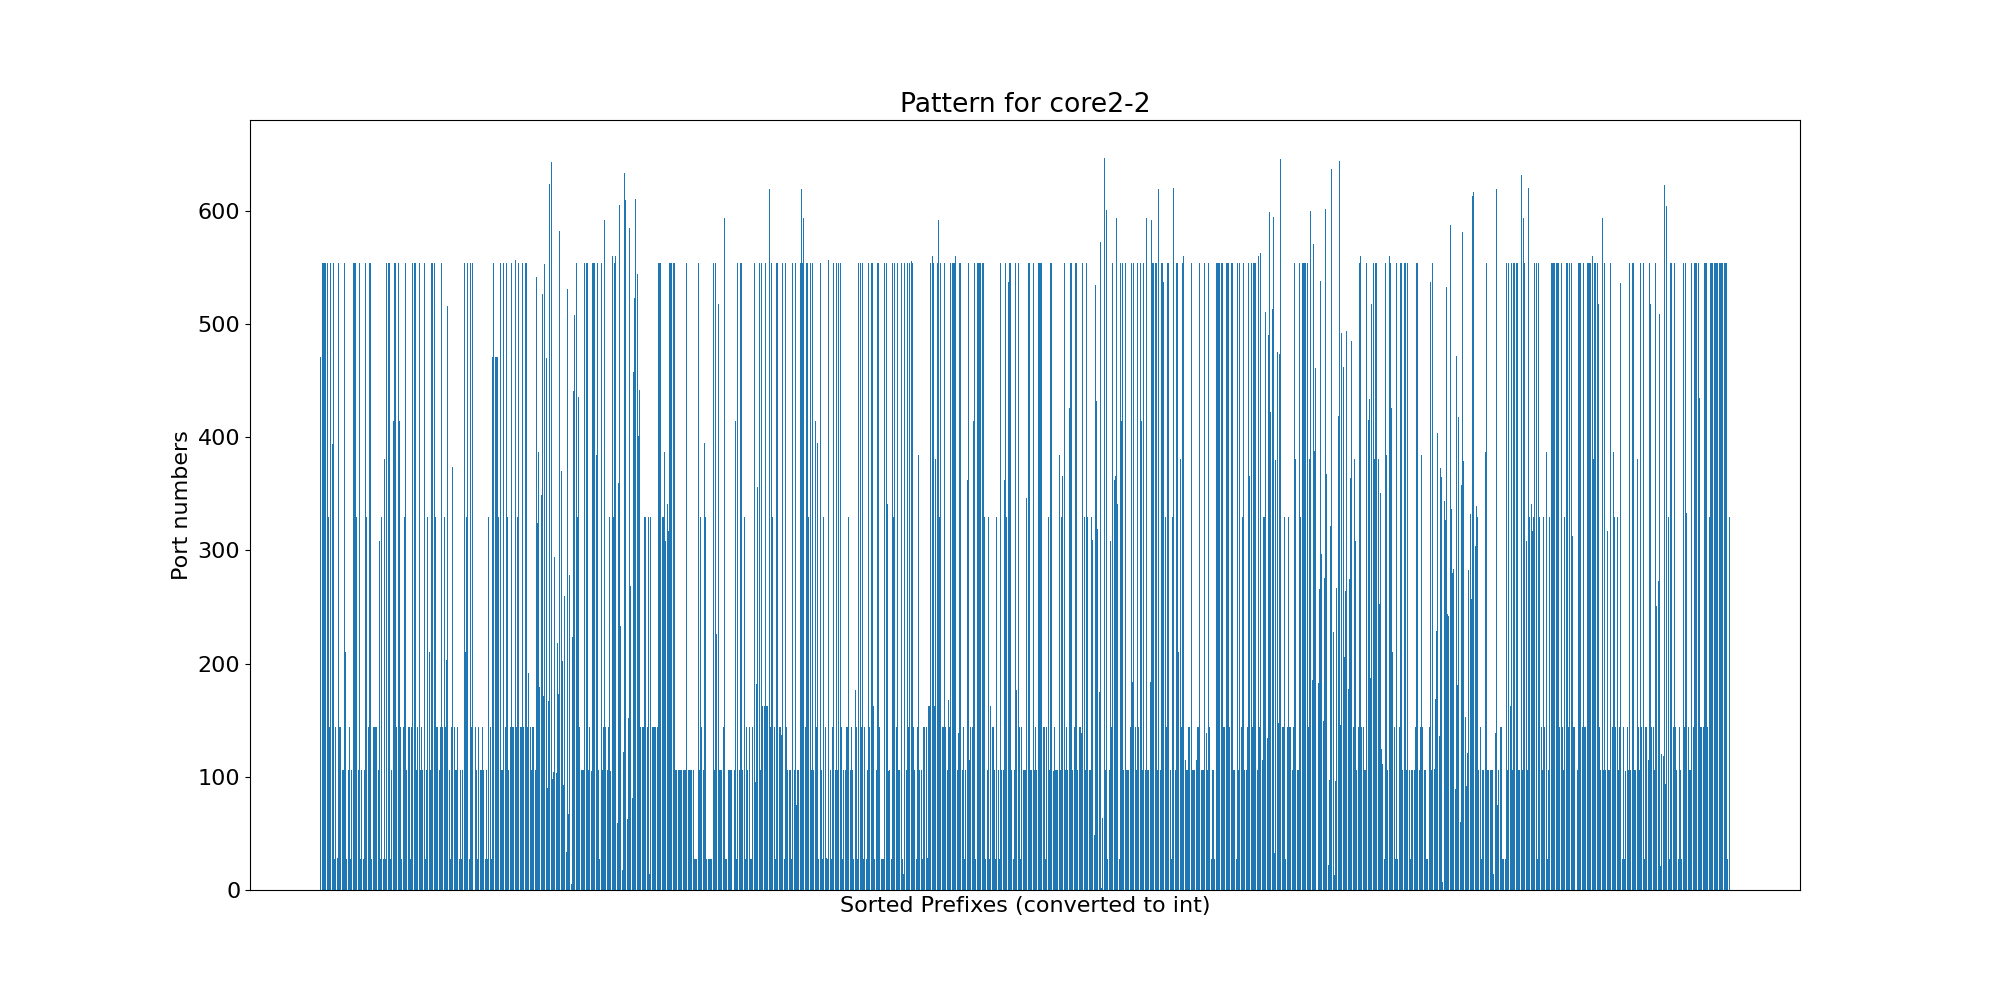 Pattern for core2-2
Port numbers
600
500
400
300
200
100
0
Sorted Prefixes (converted to int)